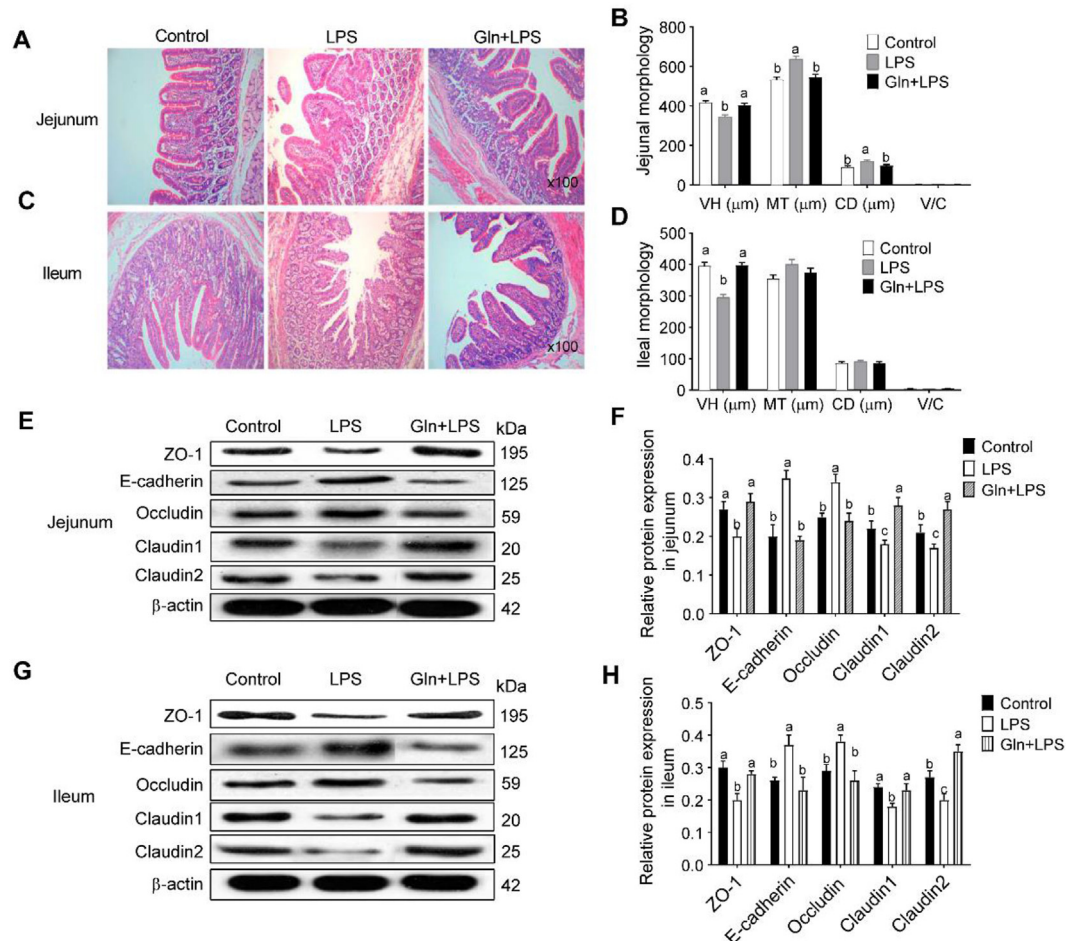 A
Control
LPS
Gln+LPS
Jejunum
x100
C
Ileum
x100
B
Jejunal morphology
800
600
400
200
0
Control
LPS
Gln+LPS
a
b
a
b
a
b
b
a
b
VH (μm)
MT (μm)
CD (μm)
V/C
D
Ileal morphology
500
400
300
200
100
0
Control
LPS
Gln+LPS
a
b
a
VH (μm)
MT (μm)
CD (μm)
V/C
E
Control
LPS
Gln+LPS
kDa
Jejunum
ZO-1
195
E-cadherin
125
Occludin
59
Claudin1
20
Claudin2
25
β-actin
42
F
Relative protein expression
in jejunum
0.4
0.3
0.2
0.1
0.0
Control
LPS
Gln+LPS
a
b
a
b
a
b
b
a
b
b
c
a
b
c
a
ZO-1
E-cadherin
Occludin
Claudin1
Claudin2
G
Control
LPS
Gln+LPS
kDa
Ileum
ZO-1
195
E-cadherin
125
Occludin
59
Claudin1
20
Claudin2
25
β-actin
42
H
Relative protein expression
in ileum
0.5
0.4
0.3
0.2
0.1
0.0
Control
LPS
Gln+LPS
a
b
a
b
a
b
b
a
b
a
b
a
b
c
a
ZO-1
E-cadherin
Occludin
Claudin1
Claudin2